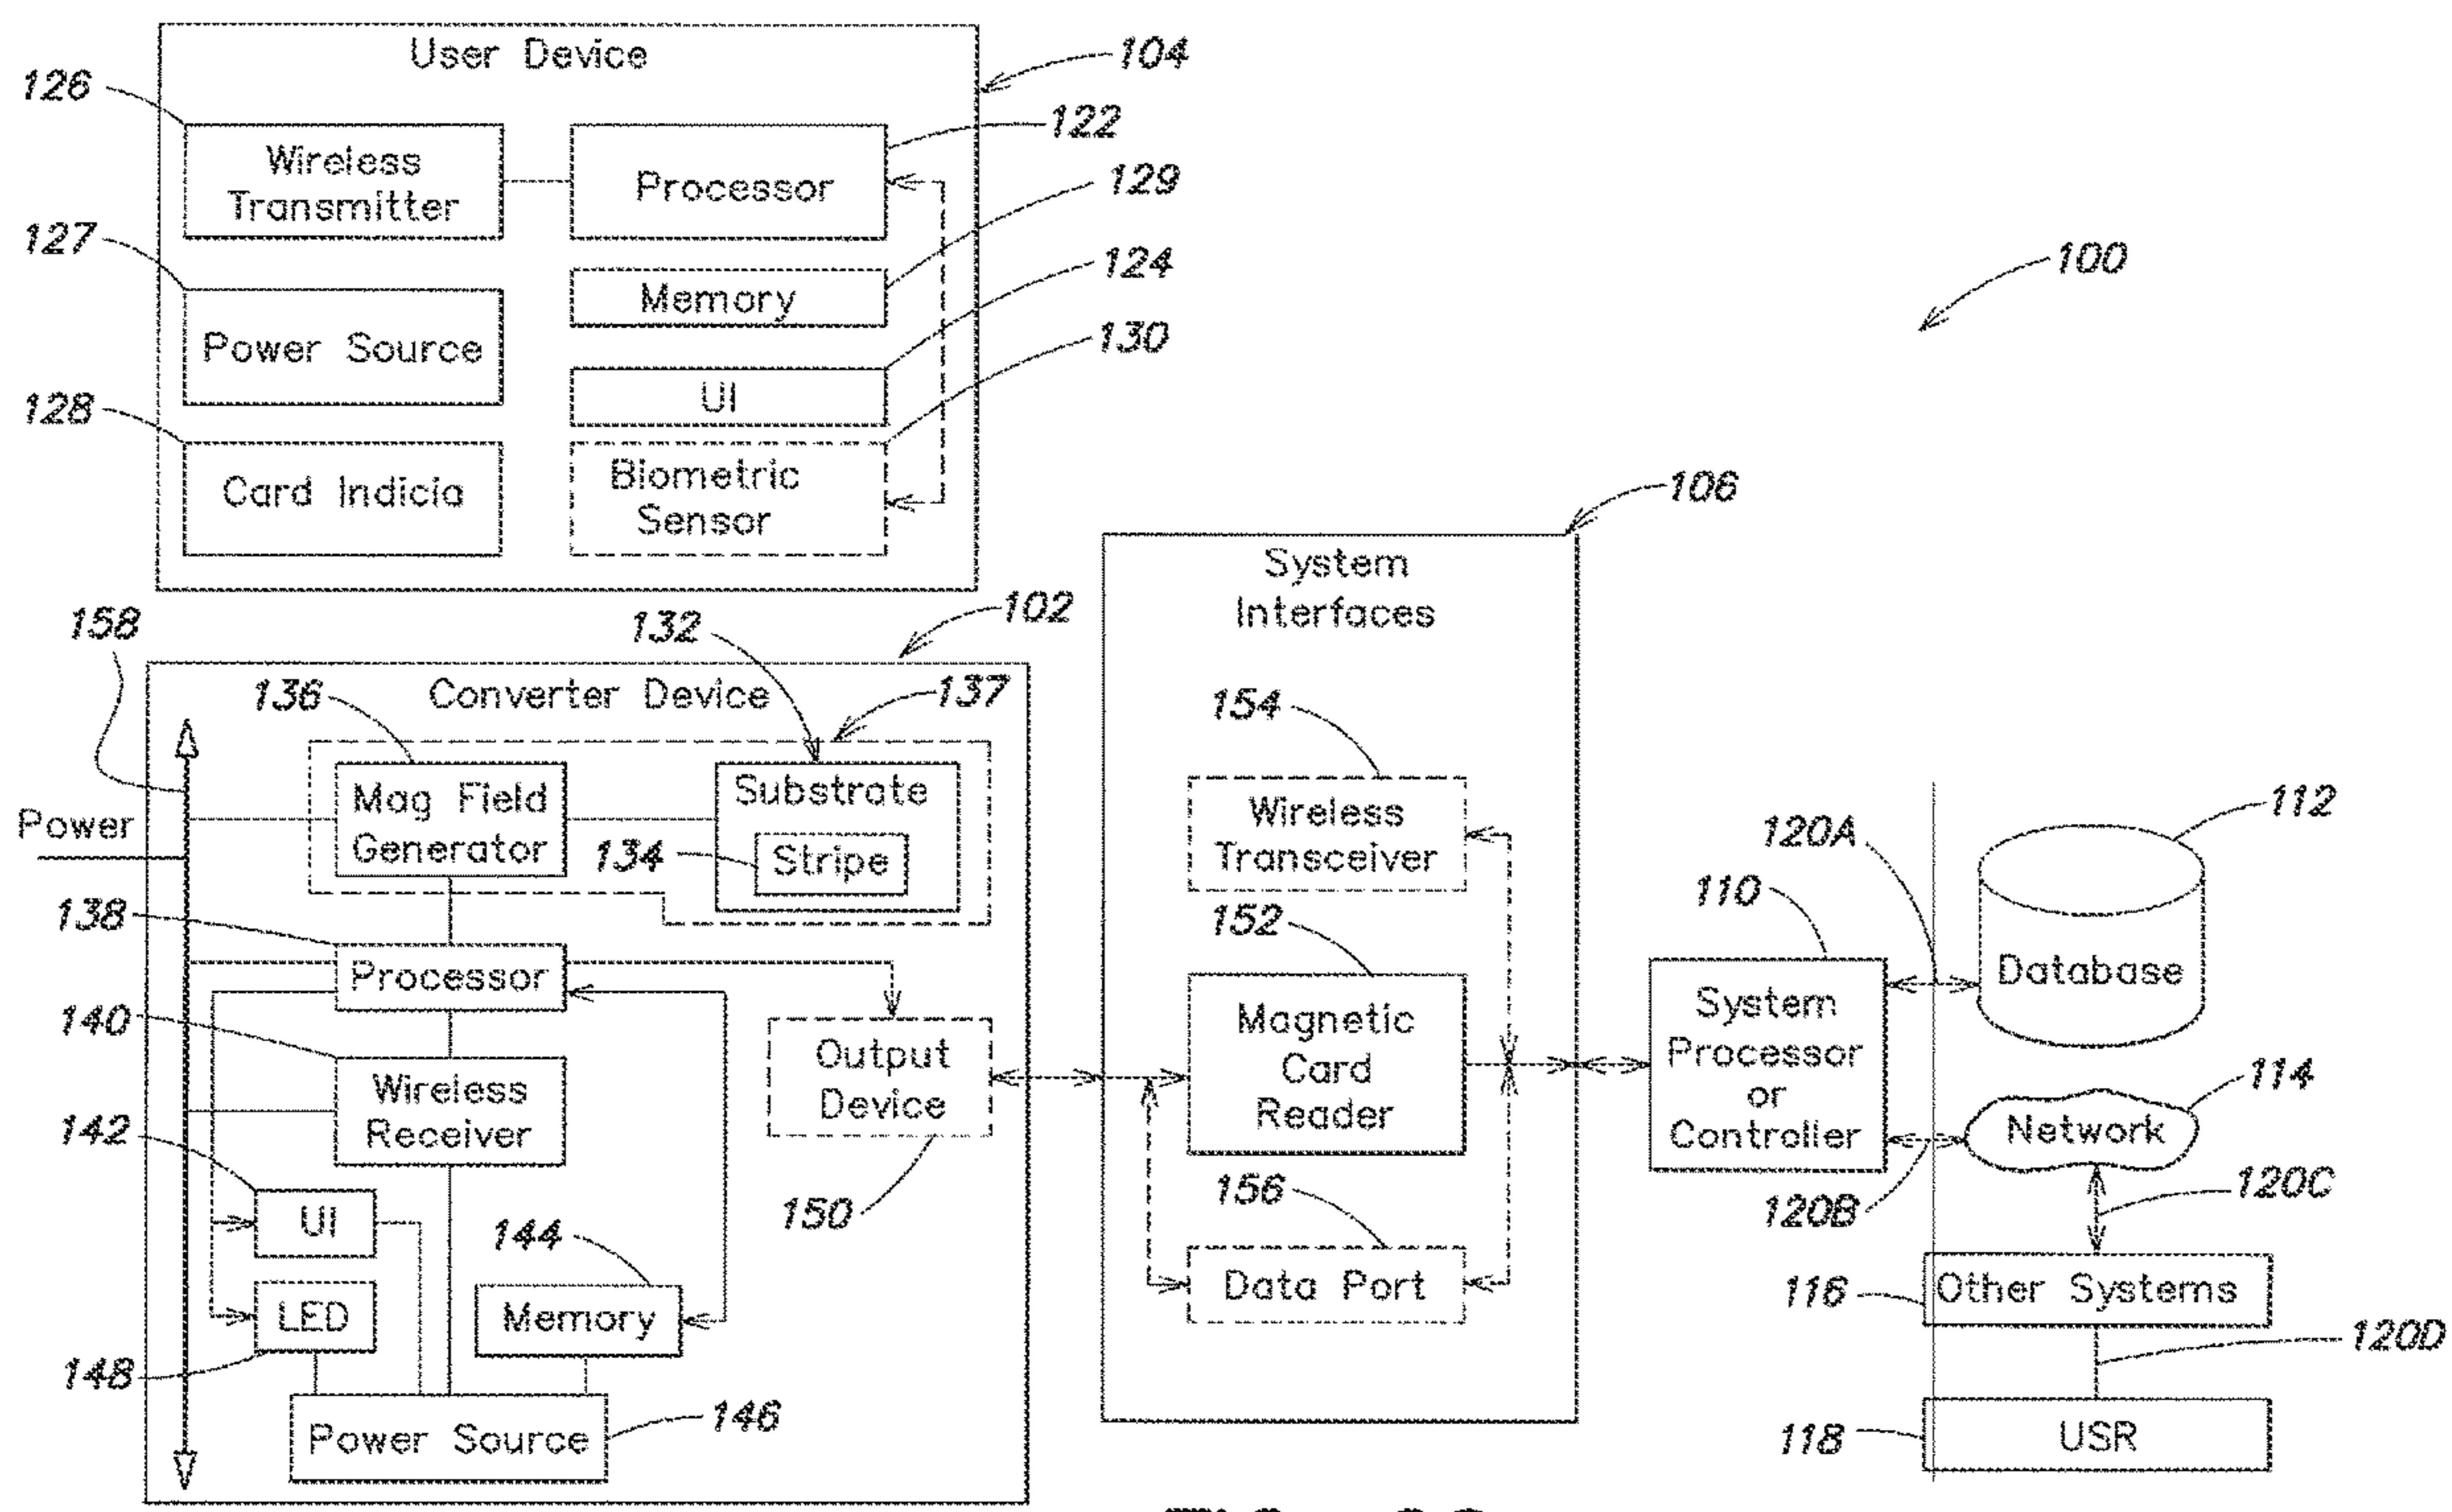 User Device
104
126
122
Wireless
Transmitter
Processor
129
127
Memory
124
100
Power Source
130
UI
128
Card Indicia
Biometric
Sensor
106
System
Interfaces
158
132
102
136
Converter Device
137
154
Mag Field
Generator
Substrate
134
Stripe
Power
Wireless
Transceiver
112
120A
138
152
110
Database
Processor
140
Output
Device
Magnetic
Card
Reader
System
Processor
or
Controller
114
Network
Wireless
Receiver
142
150
156
120B
120C
UI
144
Data Port
116
Other Systems
LED
Memory
120D
148
146
Power Source
118
USR